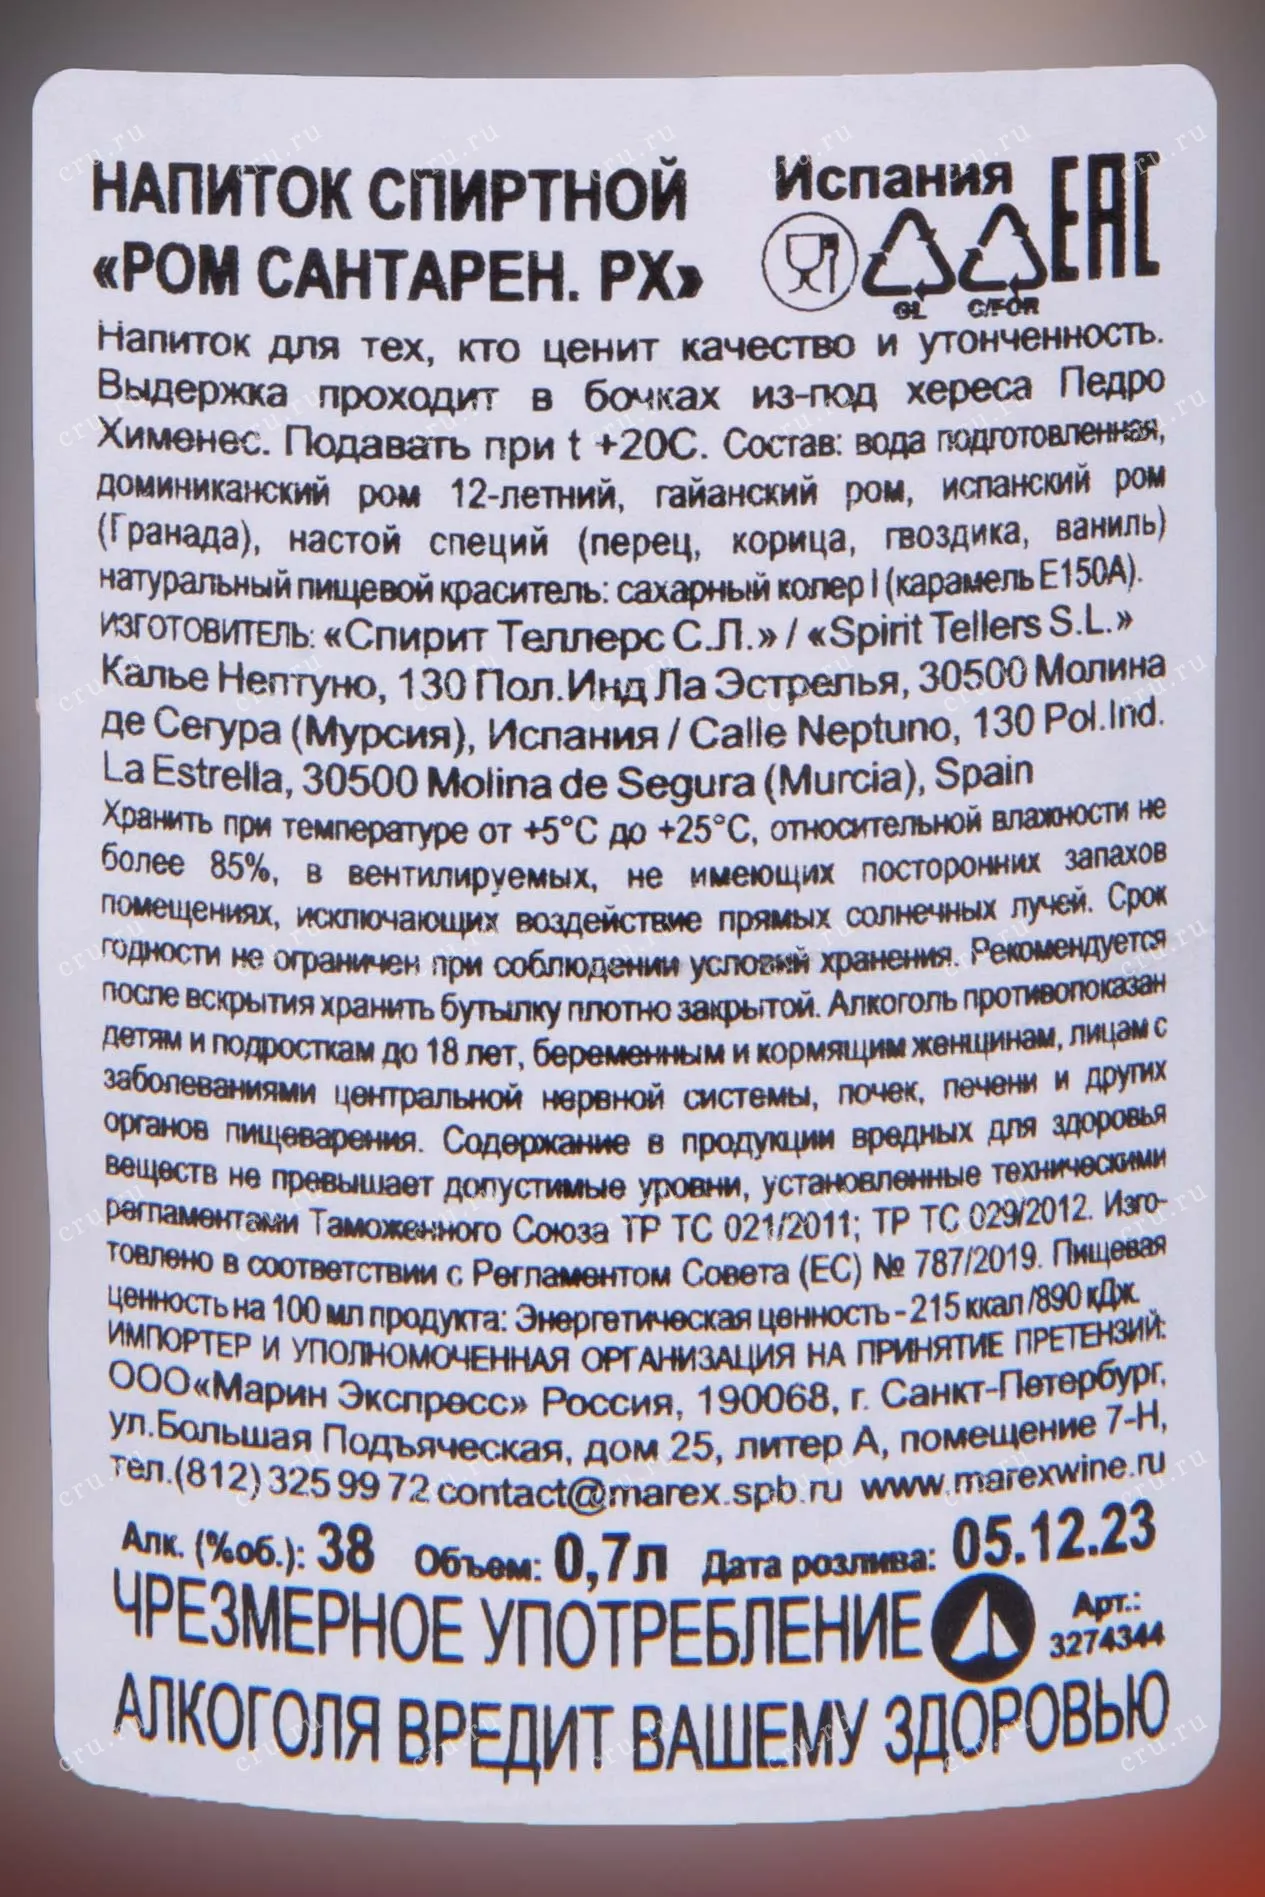 НАПИТОК СПИРТНОЙ
«РОМ САНТАРЕН. РХ»
Испания
EAC
GL
C/FOR
Напиток для тех, кто ценит качество и утонченность.
Выдержка проходит в бочках из-под хереса Педро
Хименес. Подавать при t +20С. Состав: вода подготовленная,
доминиканский ром 12-летний, гайанский ром, испанский ром
(Гранада), настой специй (перец, корица, гвоздика, ваниль)
натуральный пищевой краситель: сахарный колер I (карамель Е150А).
ИЗГОТОВИТЕЛЬ: «Спирит Теллерс С.Л.» / «Spirit Tellers S.L.»
Калье Нептуно, 130 Пол.Инд Ла Эстрелья, 30500 Молина
де Сегура (Мурсия), Испания / Calle Neptuno, 130 Pol.Ind.
La Estrella, 30500 Molina de Segura (Murcia), Spain
Хранить при температуре от +5°С до +25°С, относительной влажности не
более 85%, в вентилируемых, не имеющих посторонних запахов
помещениях, исключающих воздействие прямых солнечных лучей. Срок
годности не ограничен при соблюдении условий хранения. Рекомендуется
после вскрытия хранить бутылку плотно закрытой. Алкоголь противопоказан
детям и подросткам до 18 лет, беременным и кормящим женщинам, лицам с
заболеваниями центральной нервной системы, почек, печени и других
органов пищеварения. Содержание в продукции вредных для здоровья
веществ не превышает допустимые уровни, установленные техническими
регламентами Таможенного Союза ТР ТС 021/2011; ТР ТС 029/2012. Изго-
товлено в соответствии с Регламентом Совета (ЕС) № 787/2019. Пищевая
ценность на 100 мл продукта: Энергетическая ценность - 215 ккал /890 кДж.
ИМПОРТЕР И УПОЛНОМОЧЕННАЯ ОРГАНИЗАЦИЯ НА ПРИНЯТИЕ ПРЕТЕНЗИЙ:
ООО«Марин Экспресс» Россия, 190068, г. Санкт-Петербург,
ул.Большая Подъяческая, дом 25, литер А, помещение 7-Н,
тел.(812) 325 99 72 contact@marex.spb.ru www.marexwine.ru
Алк. (%об.): 38 Объем: 0,7л Дата розлива: 05.12.23
ЧРЕЗМЕРНОЕ УПОТРЕБЛЕНИЕ
Арт.:
3274344
АЛКОГОЛЯ ВРЕДИТ ВАШЕМУ ЗДОРОВЬЮ